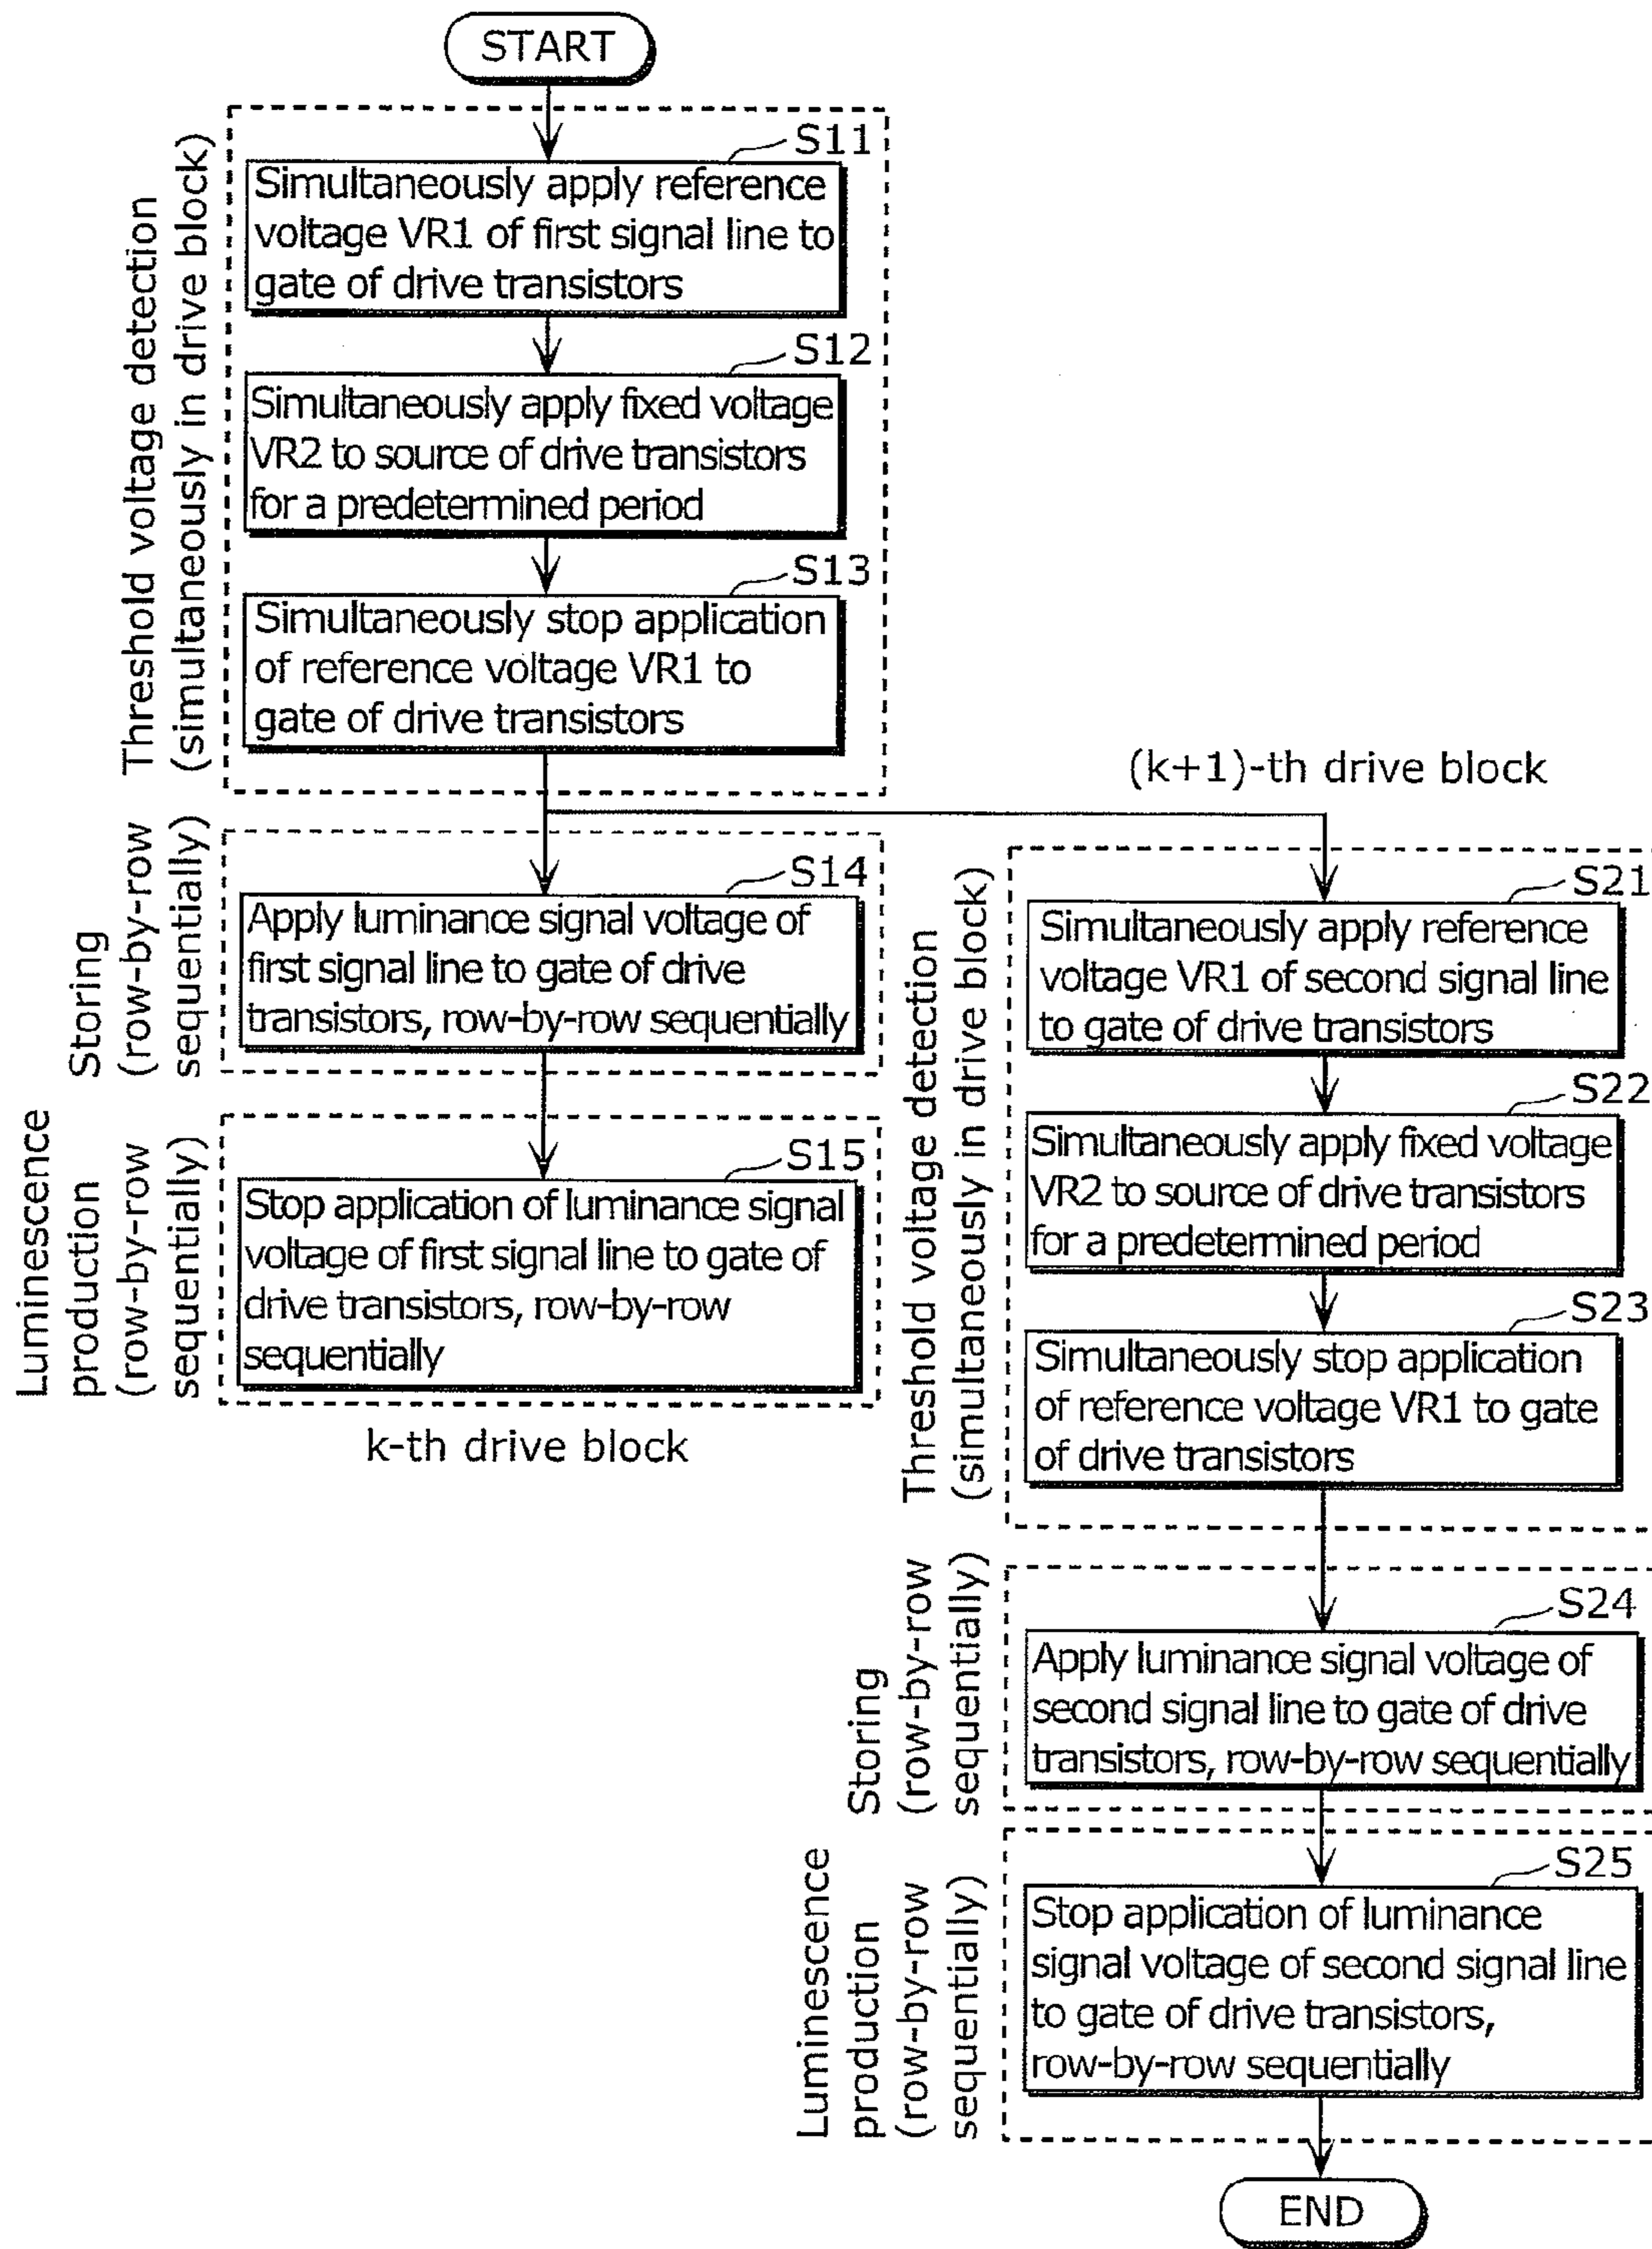 START
Threshold voltage detection
(simultaneously in drive block)
S11
Simultaneously apply reference
voltage VR1 of first signal line to
gate of drive transistors
S12
Simultaneously apply fixed voltage
VR2 to source of drive transistors
for a predetermined period
S13
Simultaneously stop application
of reference voltage VR1 to
gate of drive transistors
Storing
(row-by-row
sequentially)
S14
Apply luminance signal voltage of
first signal line to gate of drive
transistors, row-by-row sequentially
Luminescence
production
(row-by-row
sequentially)
S15
Stop application of luminance signal
voltage of first signal line to gate of
drive transistors, row-by-row
sequentially
k-th drive block
(k+1)-th drive block
Threshold voltage detection
(simultaneously in drive block)
S21
Simultaneously apply reference
voltage VR1 of second signal line
to gate of drive transistors
S22
Simultaneously apply fixed voltage
VR2 to source of drive transistors
for a predetermined period
S23
Simultaneously stop application
of reference voltage VR1 to gate
of drive transistors
Storing
(row-by-row
sequentially)
S24
Apply luminance signal voltage of
second signal line to gate of drive
transistors, row-by-row sequentially
Luminescence
production
(row-by-row
sequentially)
S25
Stop application of luminance
signal voltage of second signal line
to gate of drive transistors,
row-by-row sequentially
END